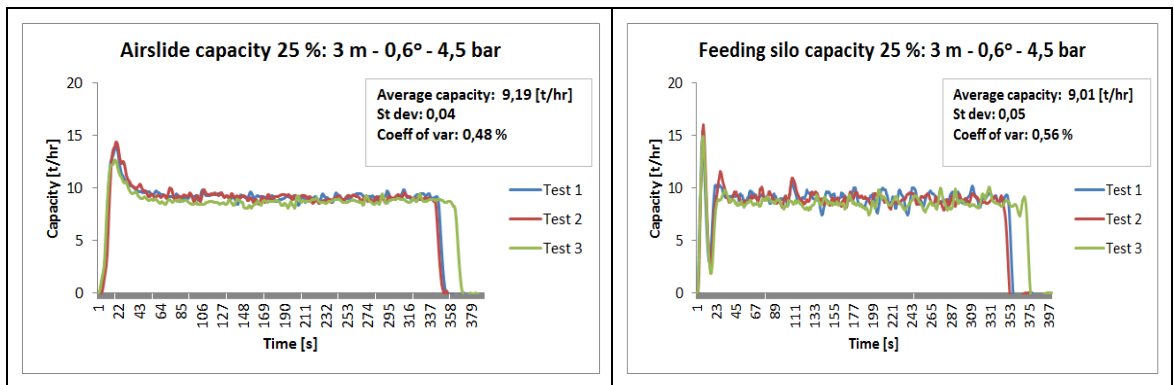 Airslide capacity 25 %: 3 m - 0,6° - 4,5 bar
20
15
10
5
0
Capacity [t/hr]
Average capacity: 9,19 [t/hr]
St dev: 0,04
Coeff of var: 0,48 %
Test 1
Test 2
Test 3
1 22 43 64 85 106 127 148 169 190 211 232 253 274 295 316 337 358 379
Time [s]
Feeding silo capacity 25 %: 3 m - 0,6° - 4,5 bar
20
15
10
5
0
Capacity [t/hr]
Average capacity: 9,01 [t/hr]
St dev: 0,05
Coeff of var: 0,56 %
Test 1
Test 2
Test 3
1 23 45 67 89 111 133 155 177 199 221 243 265 287 309 331 353 375 397
Time [s]